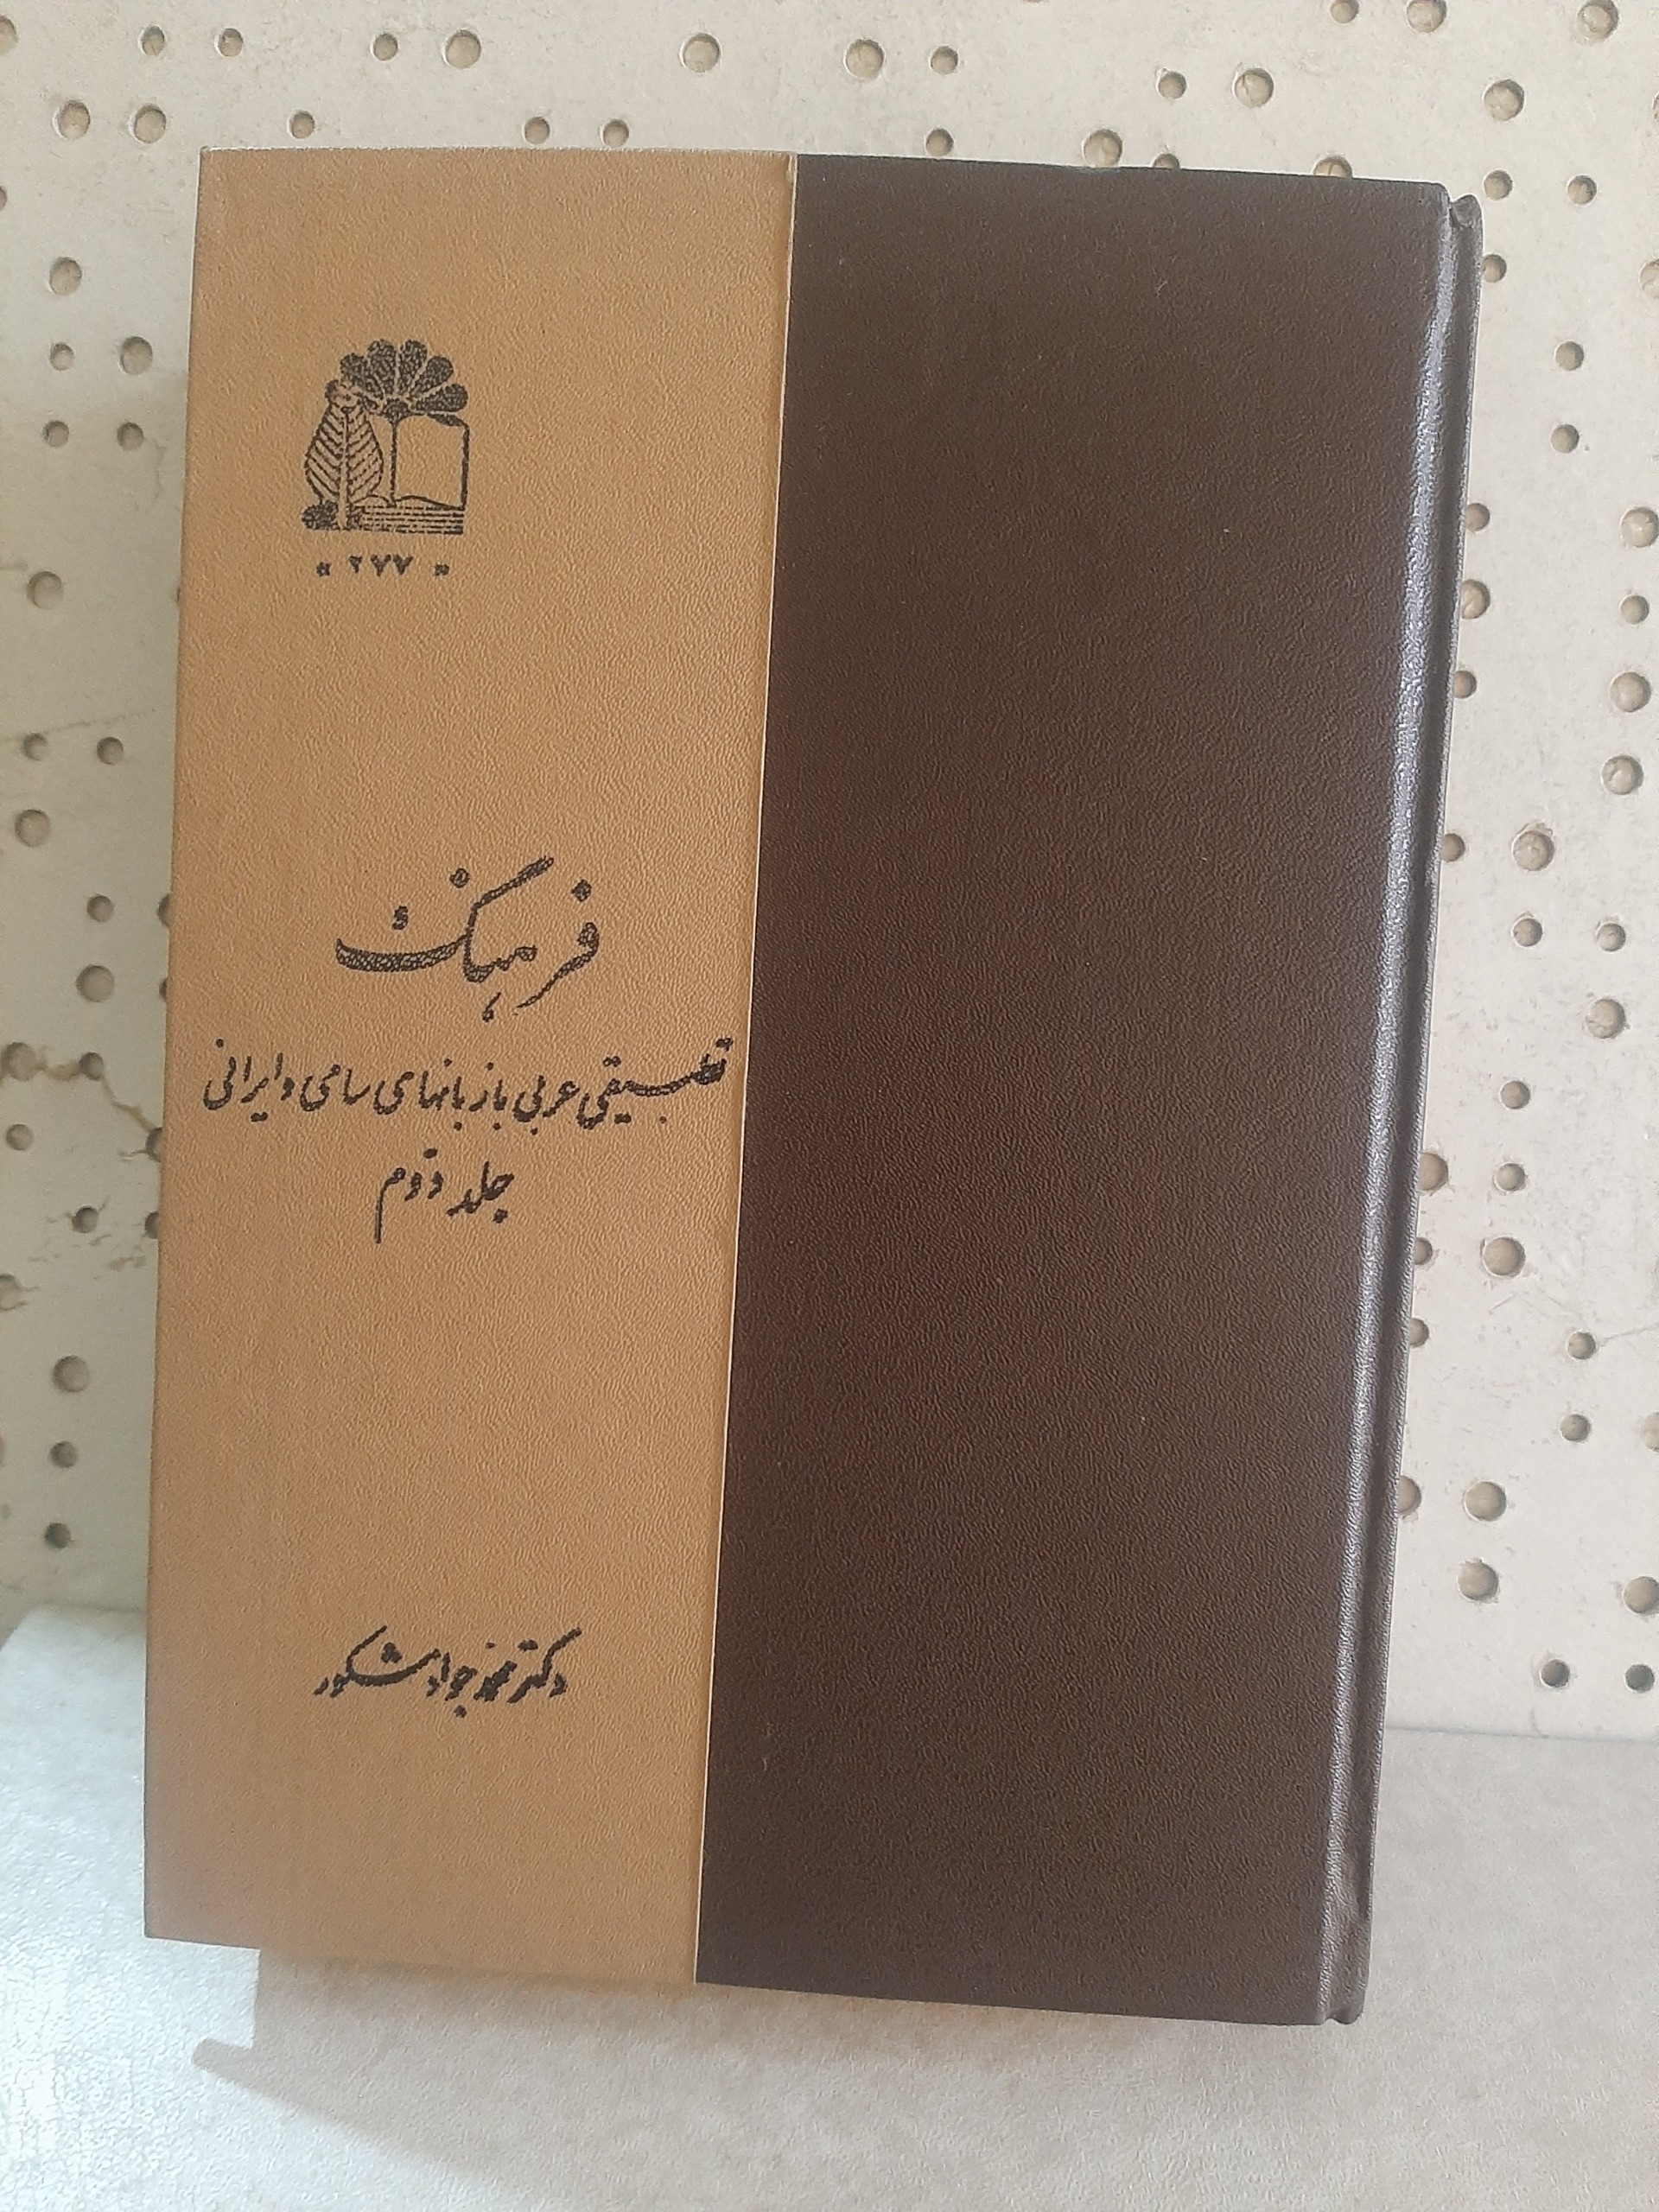 « ۲۷۷ »
فرهنگ
تطبیقی عربی با زبانهای سامی و ایرانی
جلد دوم
دکتر محمد جواد مشکور